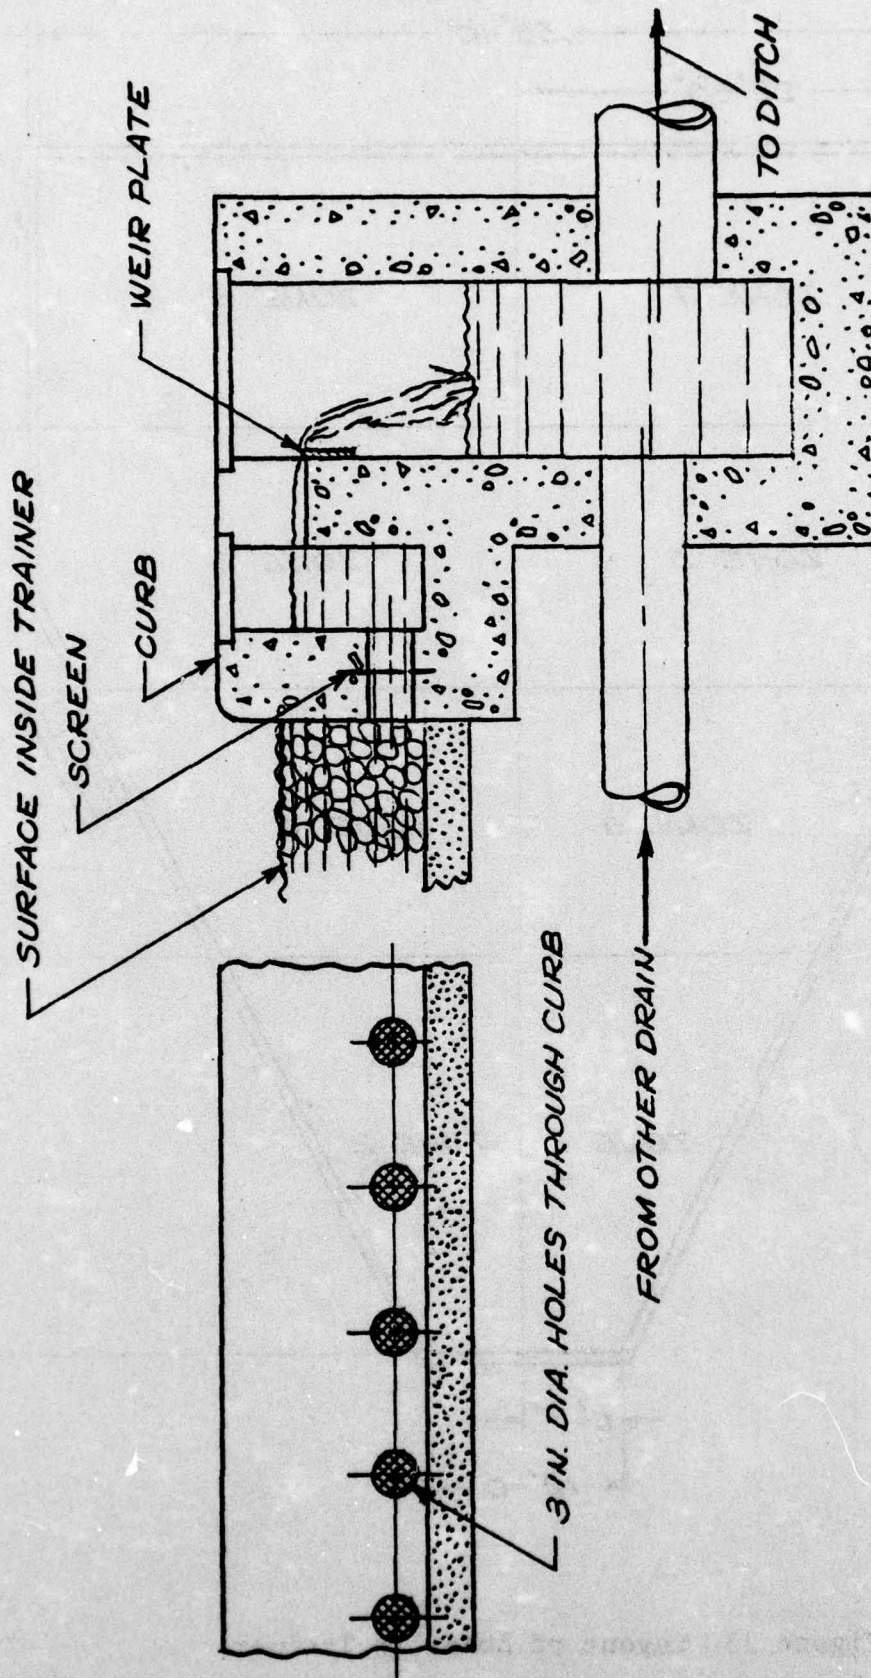 SURFACE INSIDE TRAINER
SCREEN
CURB
WEIR PLATE
3 IN. DIA. HOLES THROUGH CURB
FROM OTHER DRAIN
TO DITCH